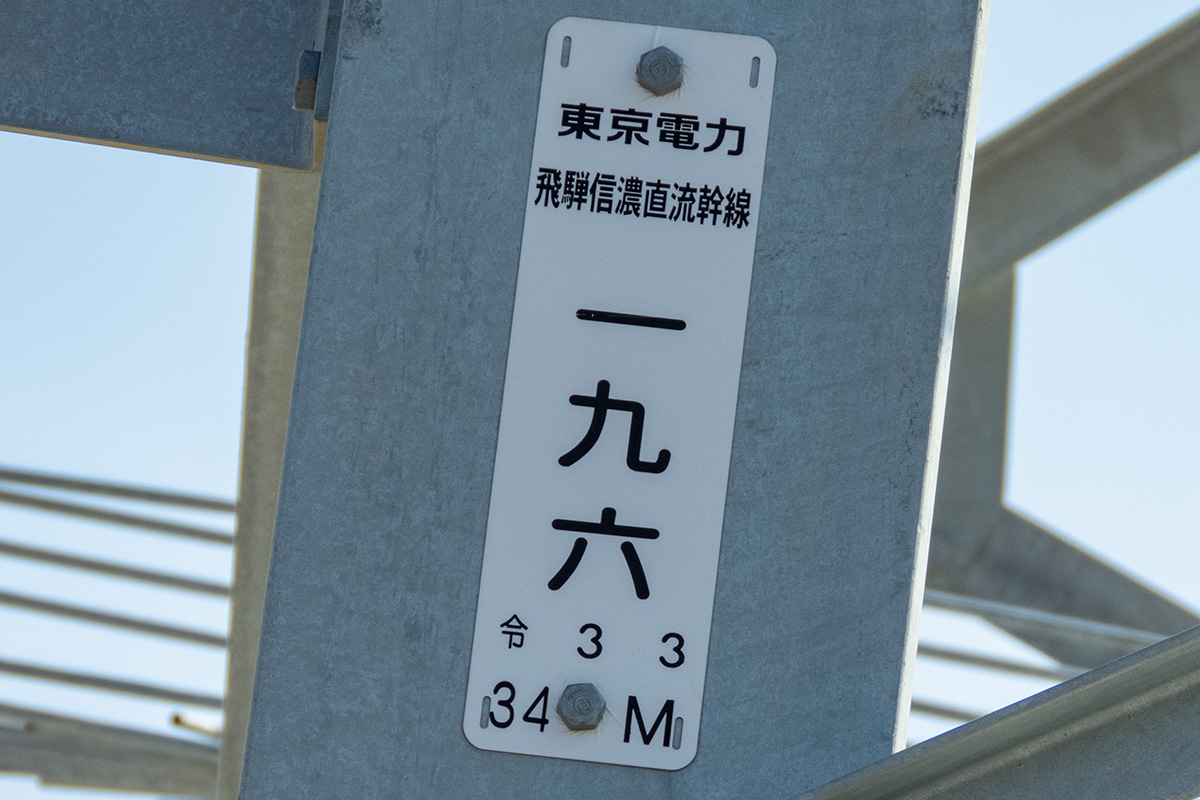 東京電力
飛騨信濃直流幹線
一
九
六
令 3 3
34 M